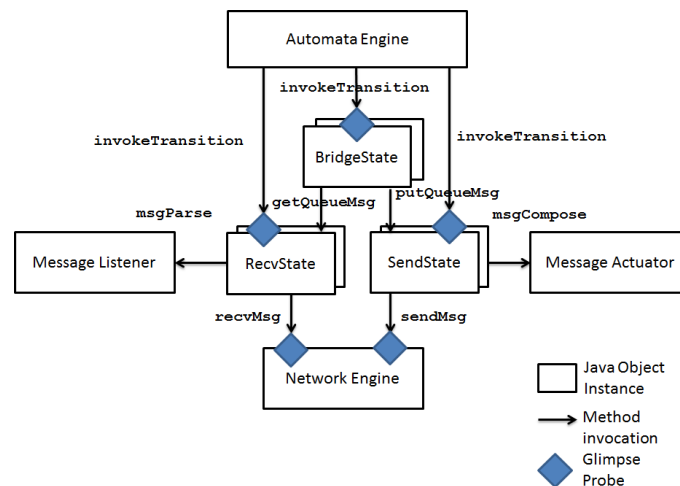 Automata Engine
invokeTransition
invokeTransition
invokeTransition
BridgeState
getQueueMsg
putQueueMsg
msgParse
msgCompose
Message Listener
RecvState
SendState
Message Actuator
recvMsg
sendMsg
Network Engine
Java Object
Instance
Method
invocation
Glimpse
Probe